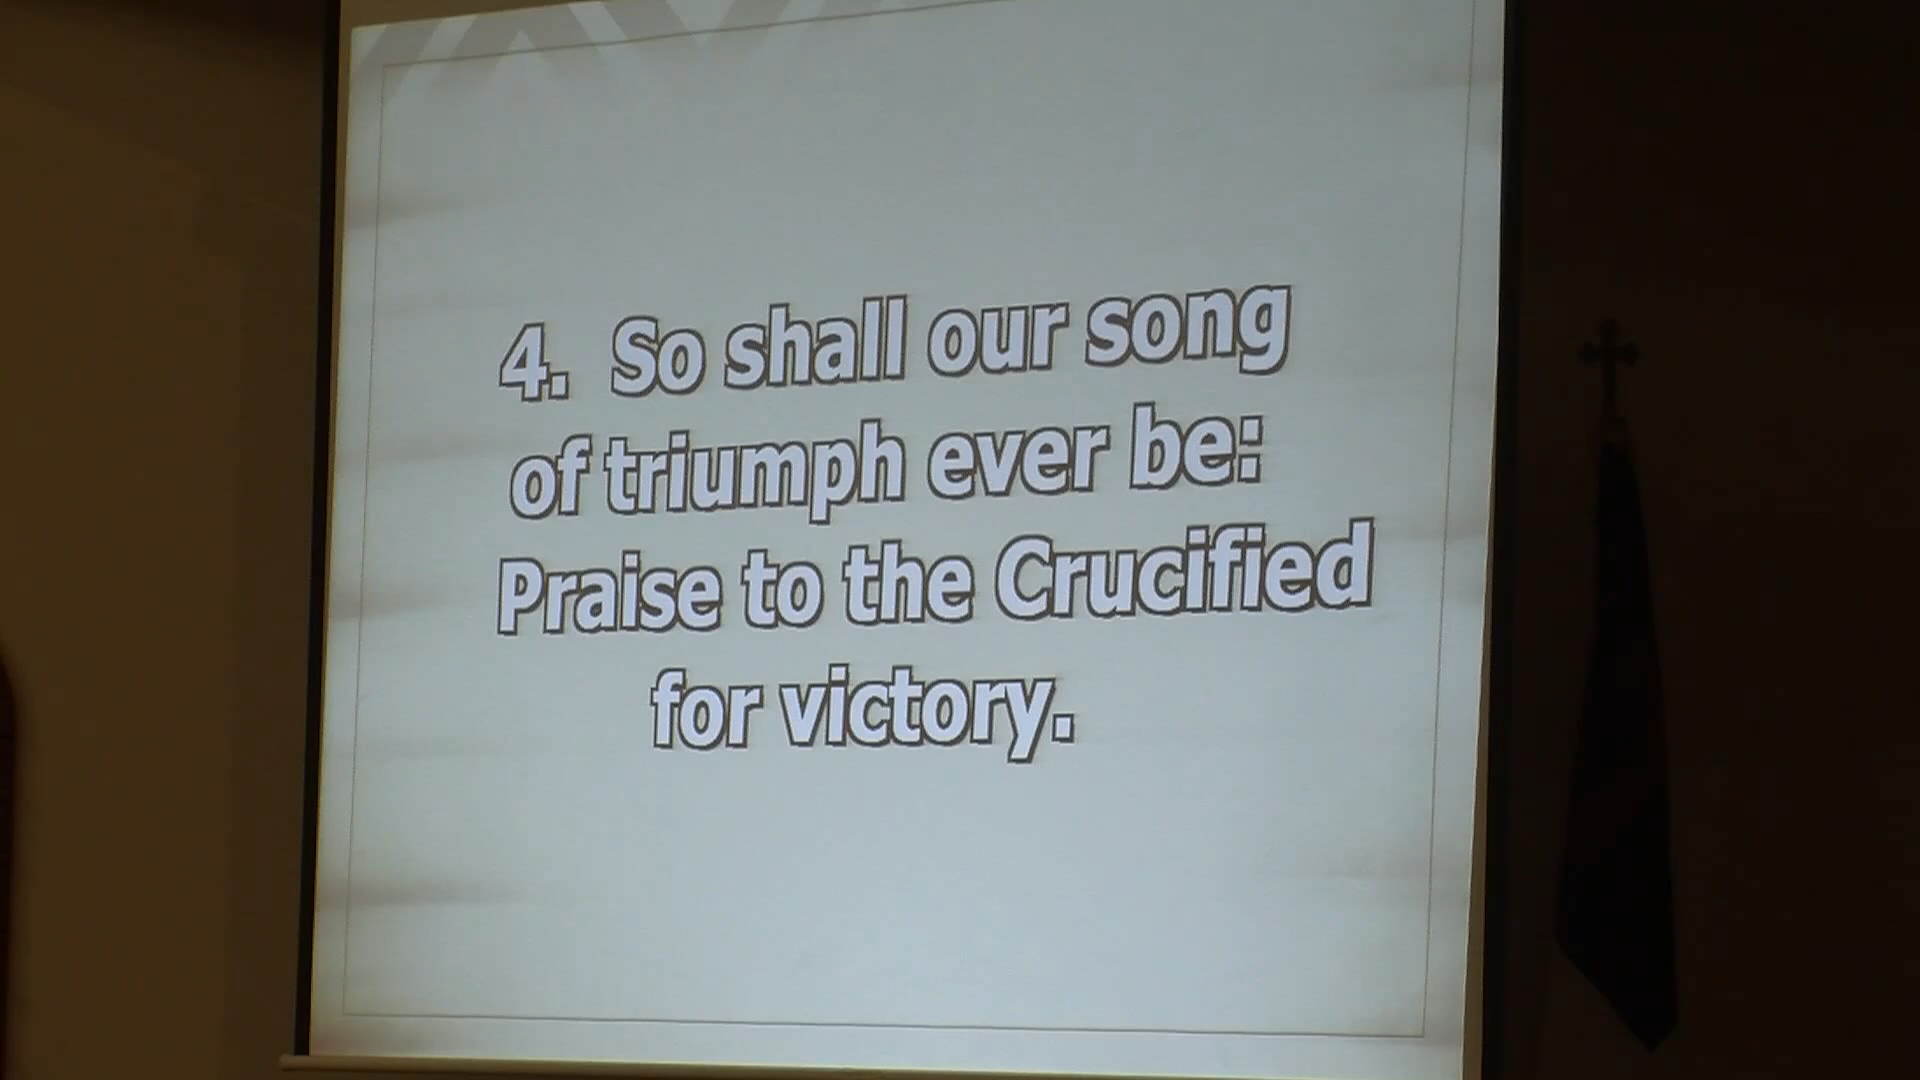 4. So shall our song
of triumph ever be:
Praise to the Crucified
for victory.